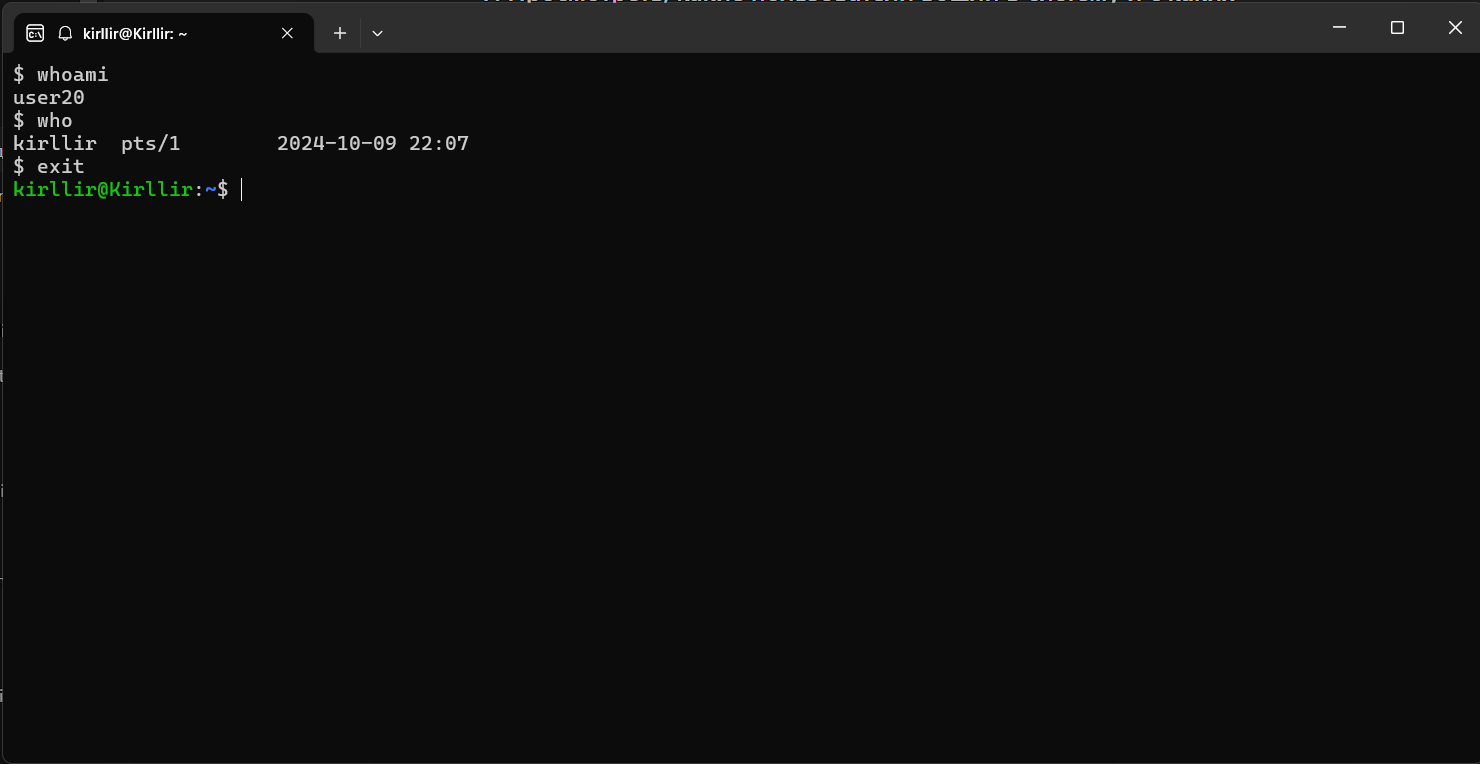 kirllir@Kirllir: ~
$ whoami
user20
$ who
kirllir  pts/1        2024-10-09 22:07
$ exit
kirllir@Kirllir:~$